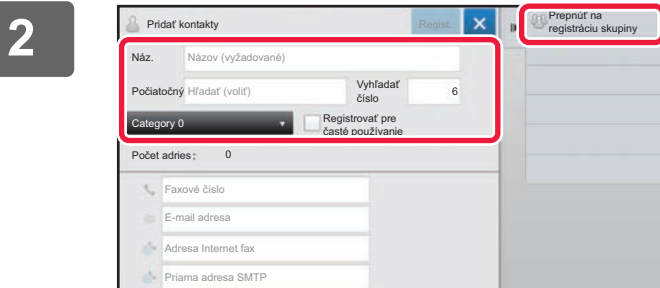 2
Pridať kontakty
Regist.
Prepnúť na
registráciu skupiny
Náz.
Názov (vyžadované)
Počiatočný
Hľadať (voliť)
Vyhľadať
číslo
6
Category 0
Registrovať pre
časté používanie
Počet adries:
0
Faxové číslo
E-mail adresa
Adresa Internet fax
Priama adresa SMTP